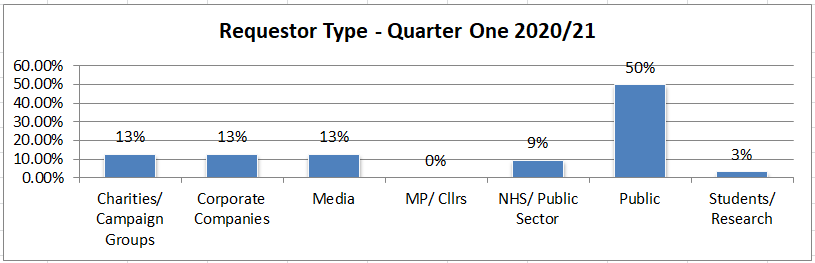 Requestor Type - Quarter One 2020/21
60.00%
50.00%
40.00%
30.00%
20.00%
10.00%
0.00%
13%
13%
13%
0%
9%
50%
3%
Charities/
Campaign
Groups
Corporate
Companies
Media
MP/ Cllrs
NHS/ Public
Sector
Public
Students/
Research